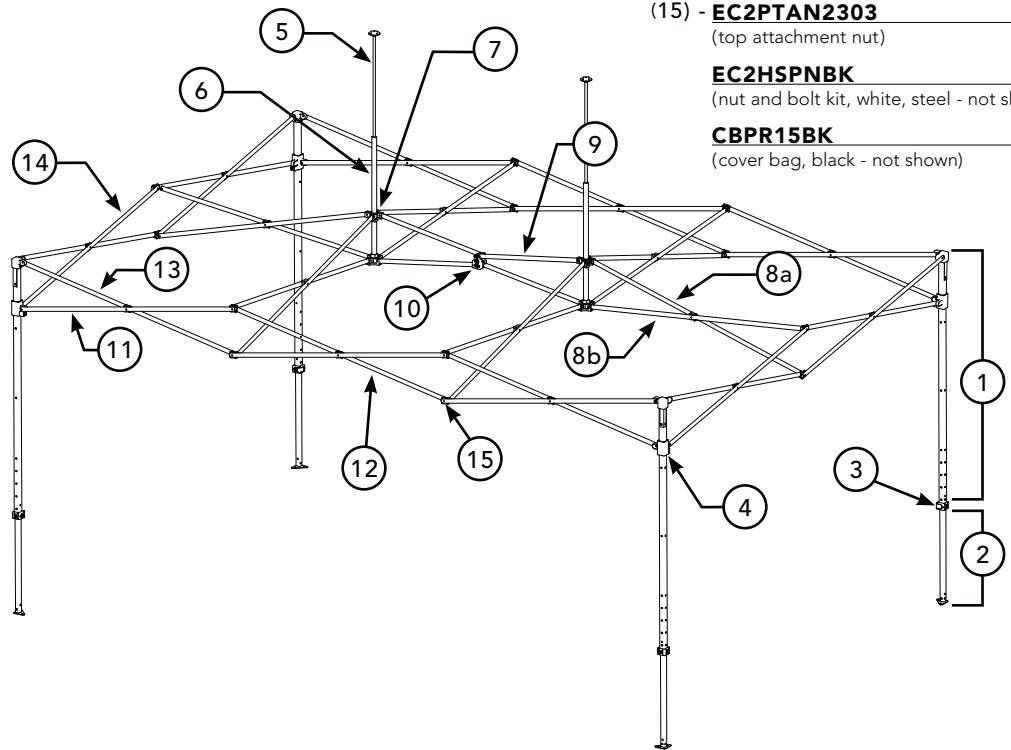 (15) - EC2PTAN2303
(top attachment nut)
EC2HSPNBK
(nut and bolt kit, white, steel - not
CBPR15BK
(cover bag, black - not shown)
5
7
6
9
14
13
8a
10
11
8b
1
12
15
3
4
2